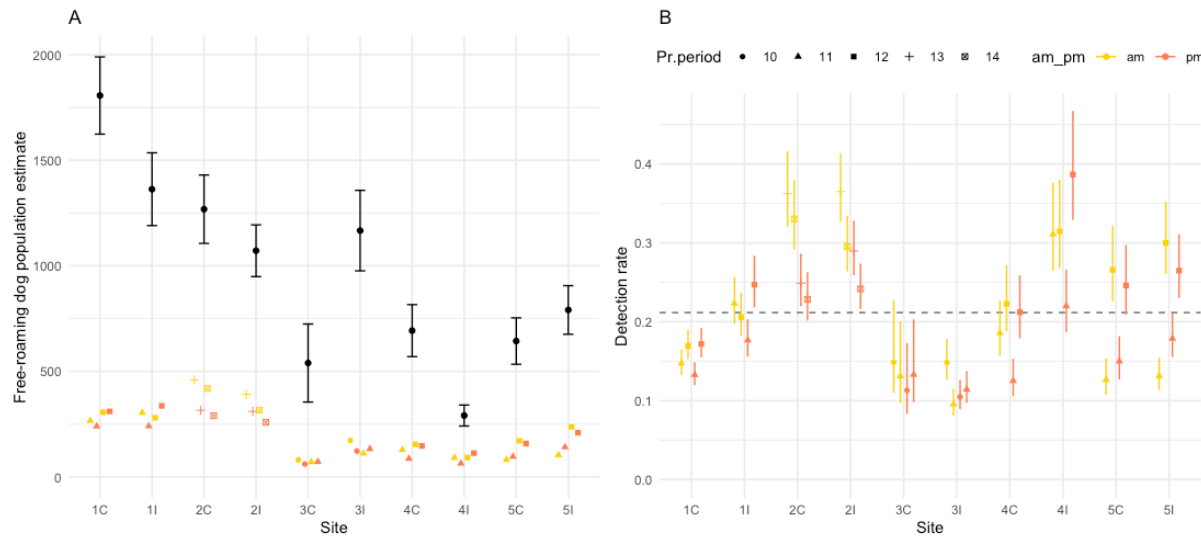 A
Free-roaming dog population estimate
2000
1500
1000
500
0
1C 1I 2C 2I 3C 3I 4C 4I 5C 5I
Site
B
Pr.period 10 11 12 13 14 am_pm am pm
Detection rate
0.4
0.3
0.2
0.1
0.0
1C 1I 2C 2I 3C 3I 4C 4I 5C 5I
Site